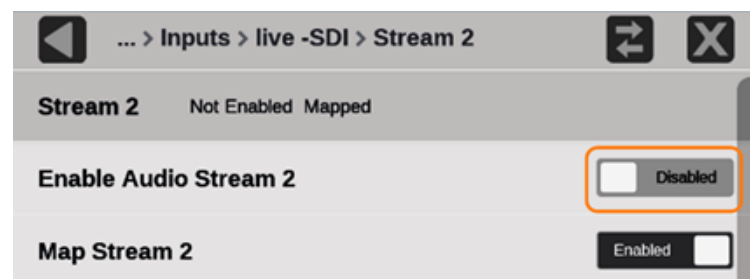 ... > Inputs > live -SDI > Stream 2
Stream 2 Not Enabled Mapped
Enable Audio Stream 2 Disabled
Map Stream 2 Enabled